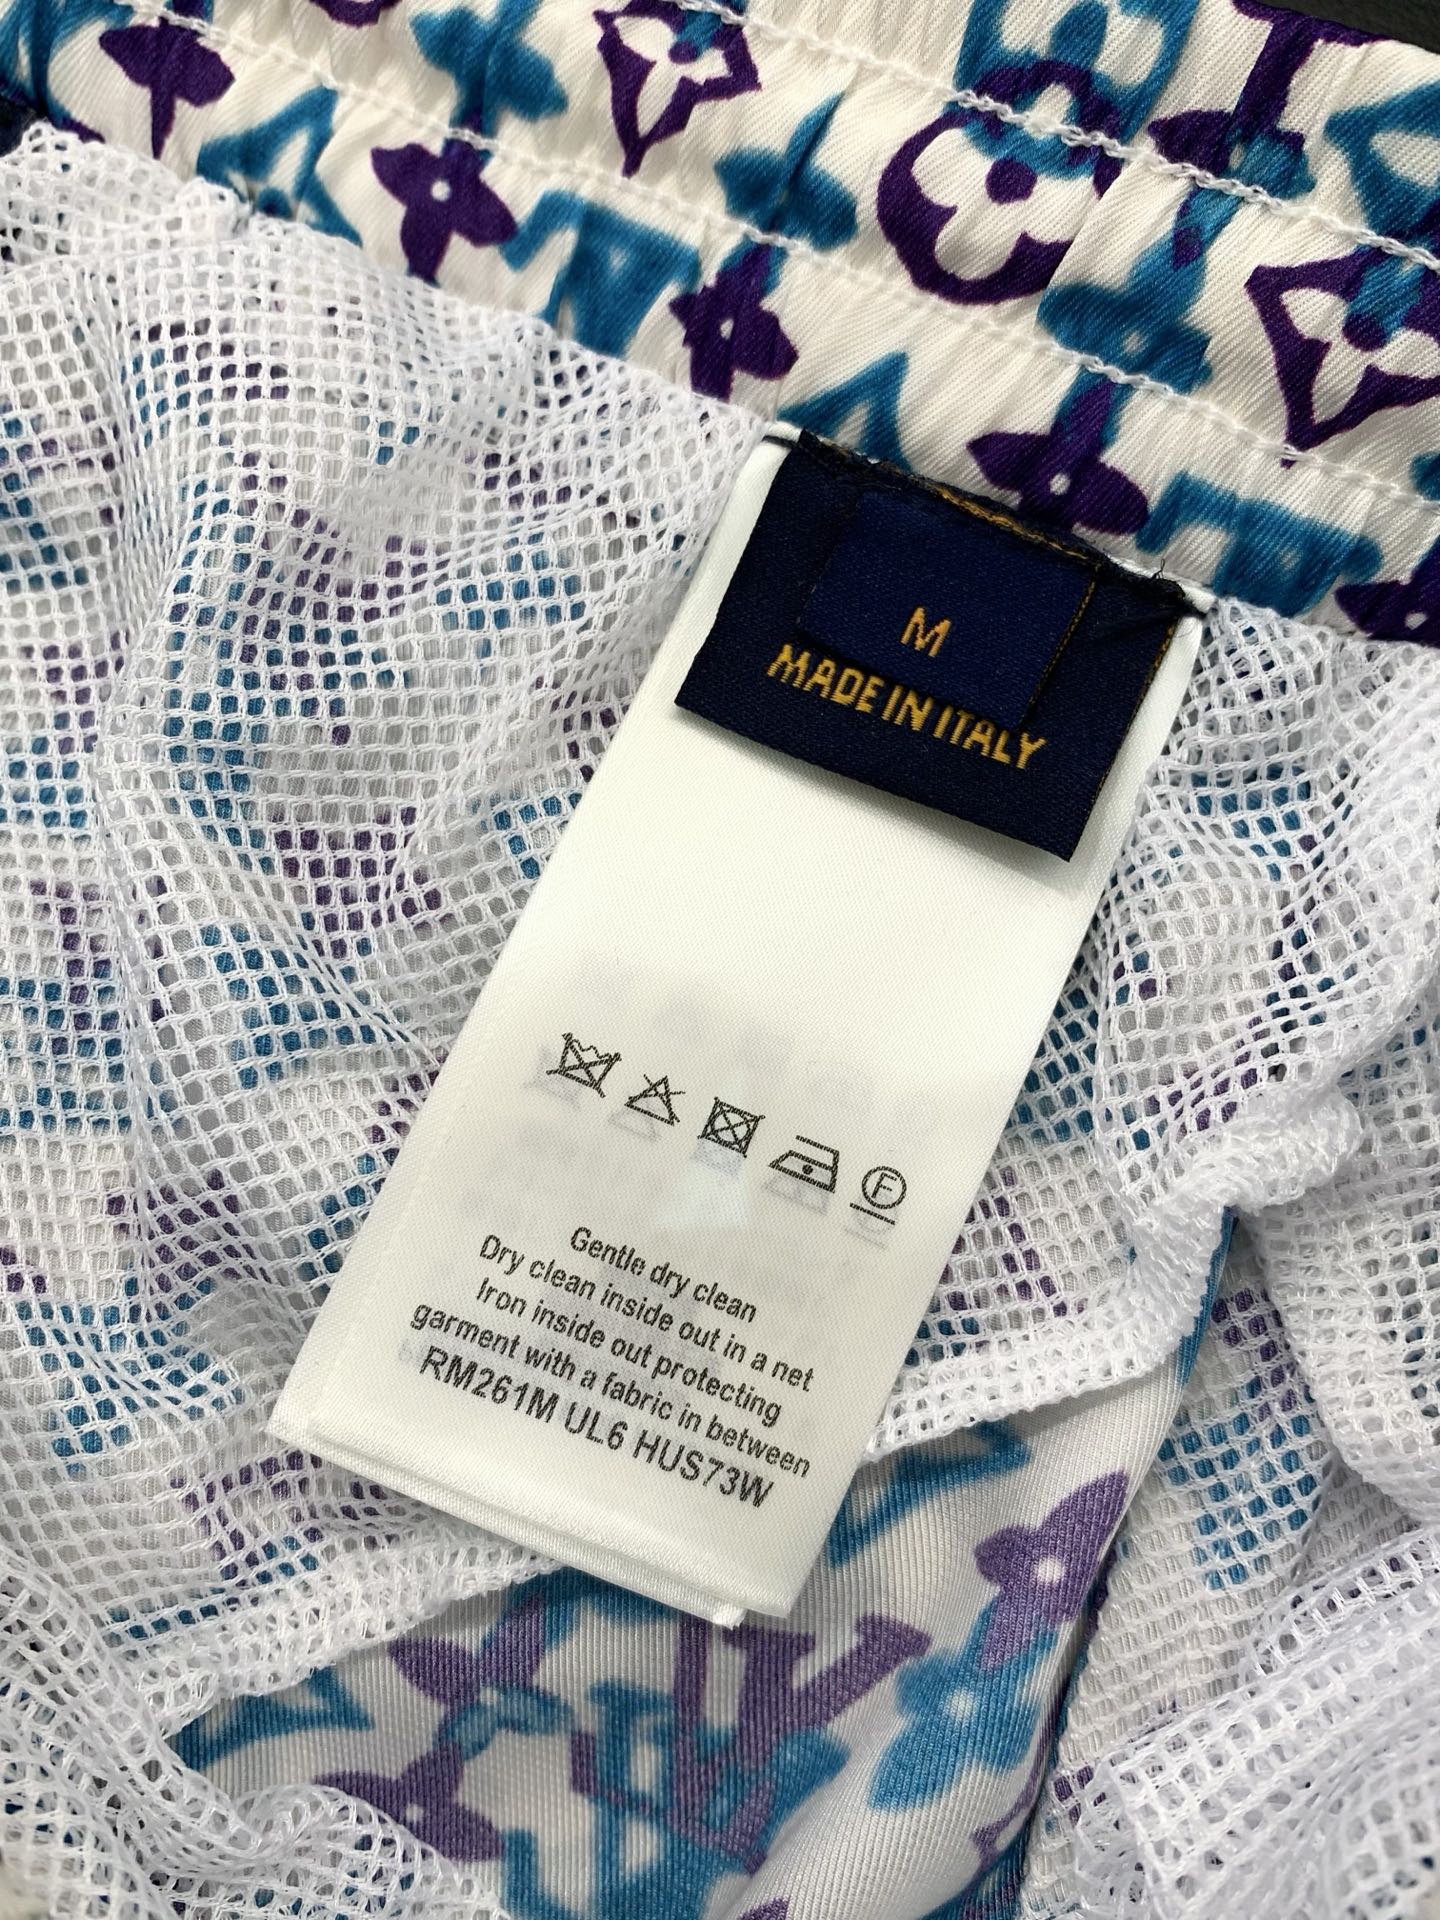 M
MADE IN ITALY
F
Gentle dry clean
Dry clean inside out in a net
Iron inside out protecting
garment with a fabric in between
RM261M UL6 HUS73W
LV